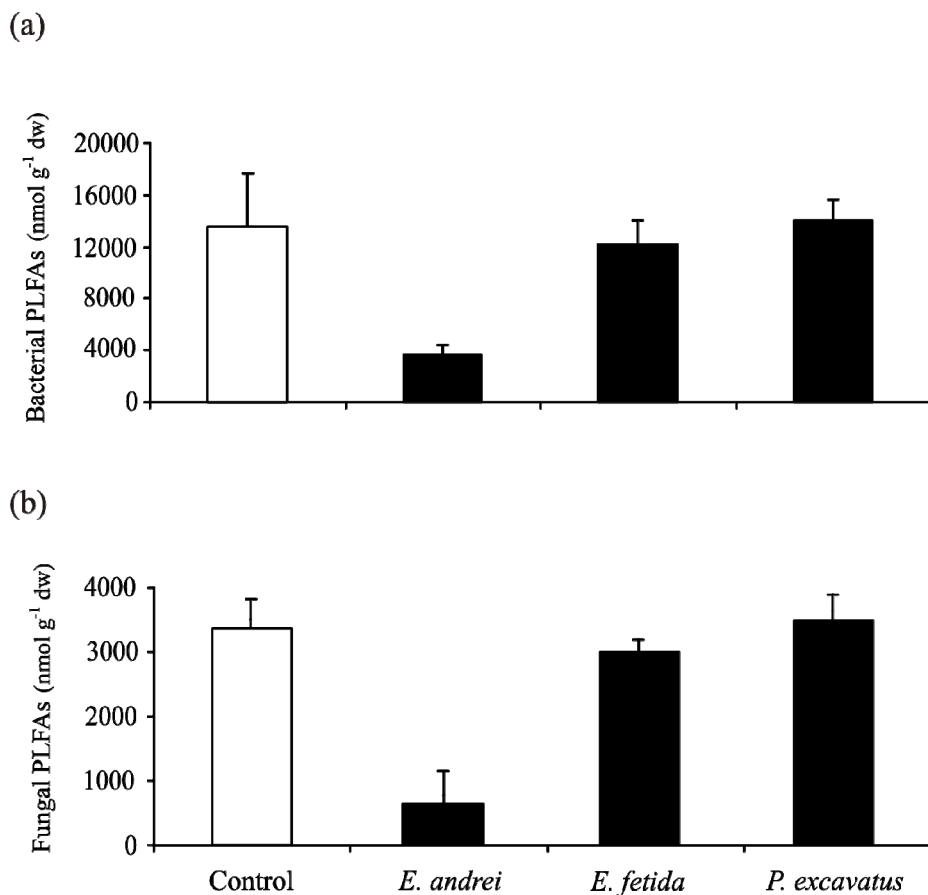 (a)
Bacterial PLFAs (nmol g⁻¹ dw)
20000
16000
12000
8000
4000
0
(b)
Fungal PLFAs (nmol g⁻¹ dw)
4000
3000
2000
1000
0
Control E. andrei E. fetida P. excavatus